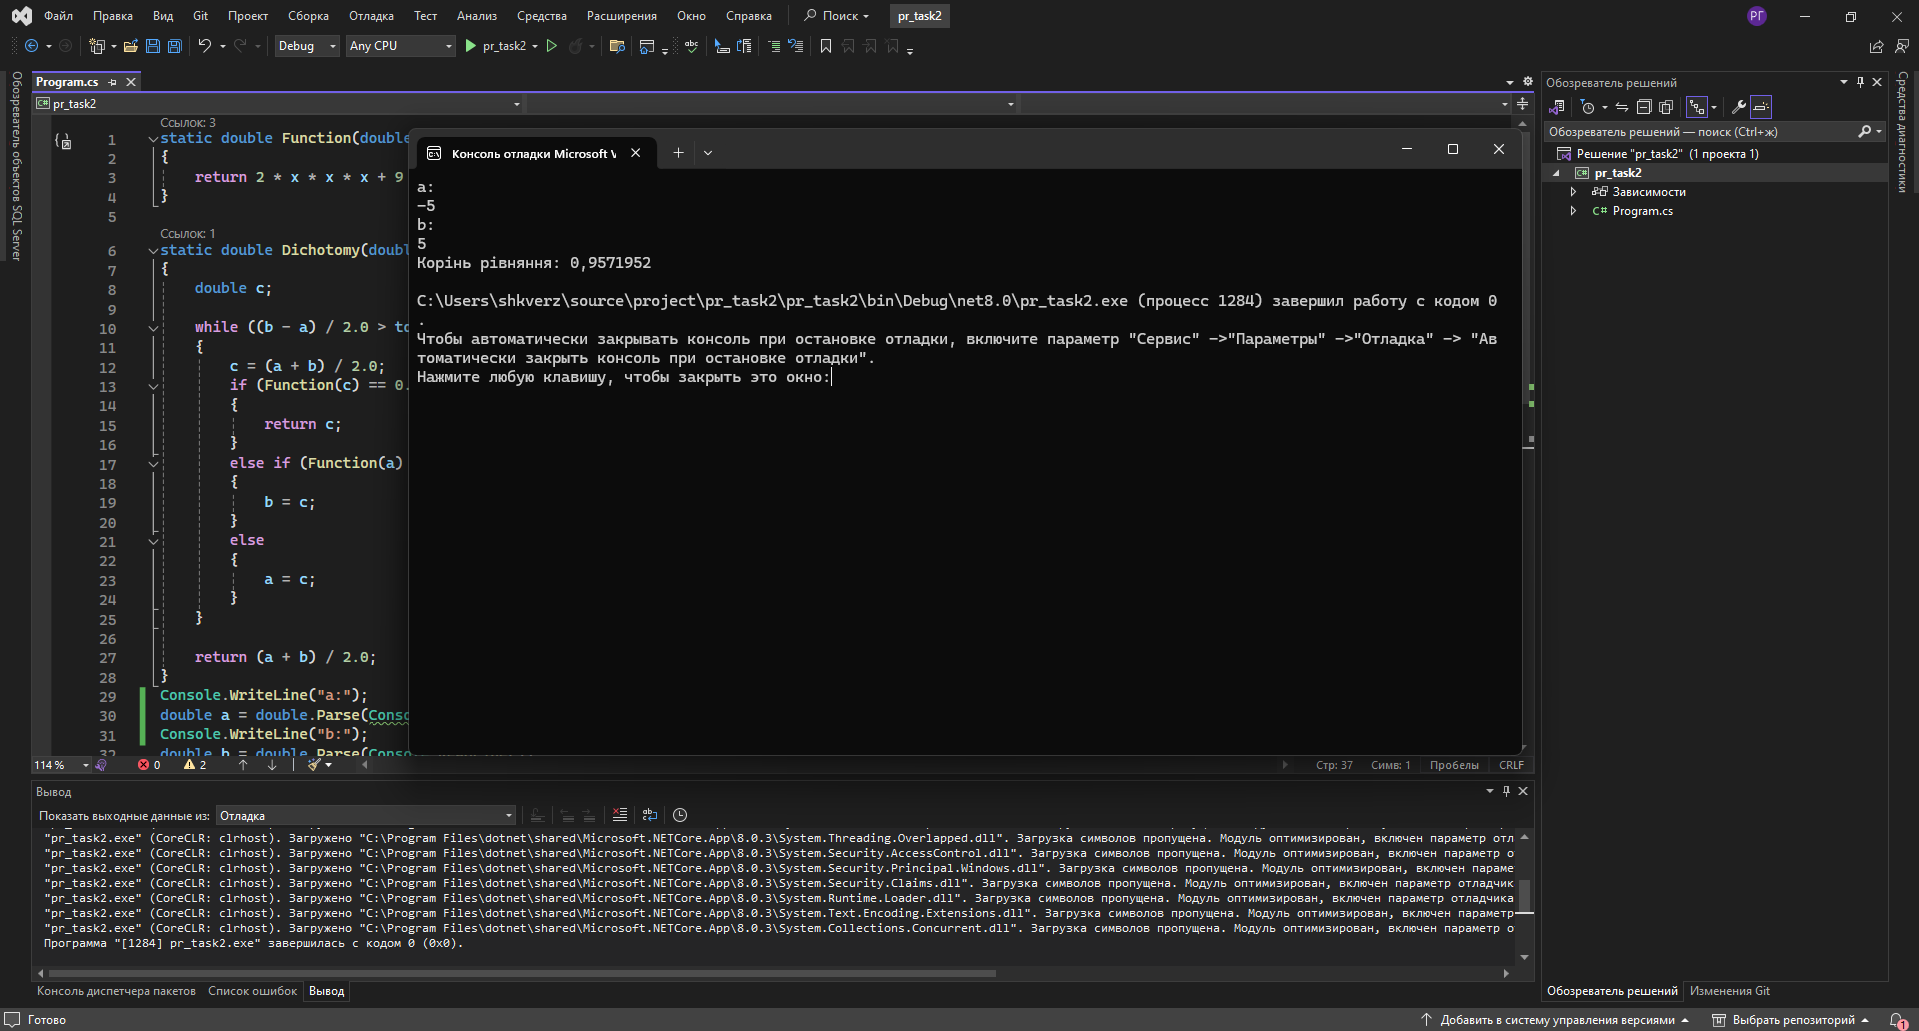 Файл Правка Вид Git Проект Сборка Отладка Тест Анализ Средства Расширения Окно Справка Поиск pr_task2 РГ
Debug Any CPU pr_task2
Обозреватель объектов SQL Server
Program.cs
pr_task2
Ссылок: 3
1 static double Function(double
2 {
3 return 2 * x * x * x + 9
4 }
5
Ссылок: 1
6 static double Dichotomy(doubl
7 {
8 double c;
9
10 while ((b - a) / 2.0 > to
11 {
12 c = (a + b) / 2.0;
13 if (Function(c) == 0.
14 {
15 return c;
16 }
17 else if (Function(a)
18 {
19 b = c;
20 }
21 else
22 {
23 a = c;
24 }
25 }
26
27 return (a + b) / 2.0;
28 }
29 Console.WriteLine("a:");
30 double a = double.Parse(Conso
31 Console.WriteLine("b:");
32 double b = double.Parse(Conso
Консоль отладки Microsoft V
a:
-5
b:
5
Корінь рівняння: 0,9571952
C:\Users\shkverz\source\project\pr_task2\pr_task2\bin\Debug\net8.0\pr_task2.exe (процесс 1284) завершил работу с кодом 0
.
Чтобы автоматически закрывать консоль при остановке отладки, включите параметр "Сервис" ->"Параметры" ->"Отладка" -> "Ав
томатически закрыть консоль при остановке отладки".
Нажмите любую клавишу, чтобы закрыть это окно:
114 % 0 2 Стр: 37 Симв: 1 Пробелы CRLF
Вывод
Показать выходные данные из: Отладка
"pr_task2.exe" (CoreCLR: clrhost). Загружено "C:\Program Files\dotnet\shared\Microsoft.NETCore.App\8.0.3\System.Threading.Overlapped.dll". Загрузка символов пропущена. Модуль оптимизирован, включен параметр отл
"pr_task2.exe" (CoreCLR: clrhost). Загружено "C:\Program Files\dotnet\shared\Microsoft.NETCore.App\8.0.3\System.Security.AccessControl.dll". Загрузка символов пропущена. Модуль оптимизирован, включен параметр о
"pr_task2.exe" (CoreCLR: clrhost). Загружено "C:\Program Files\dotnet\shared\Microsoft.NETCore.App\8.0.3\System.Security.Principal.Windows.dll". Загрузка символов пропущена. Модуль оптимизирован, включен параме
"pr_task2.exe" (CoreCLR: clrhost). Загружено "C:\Program Files\dotnet\shared\Microsoft.NETCore.App\8.0.3\System.Security.Claims.dll". Загрузка символов пропущена. Модуль оптимизирован, включен параметр отладчик
"pr_task2.exe" (CoreCLR: clrhost). Загружено "C:\Program Files\dotnet\shared\Microsoft.NETCore.App\8.0.3\System.Runtime.Loader.dll". Загрузка символов пропущена. Модуль оптимизирован, включен параметр отладчика
"pr_task2.exe" (CoreCLR: clrhost). Загружено "C:\Program Files\dotnet\shared\Microsoft.NETCore.App\8.0.3\System.Text.Encoding.Extensions.dll". Загрузка символов пропущена. Модуль оптимизирован, включен параметр
"pr_task2.exe" (CoreCLR: clrhost). Загружено "C:\Program Files\dotnet\shared\Microsoft.NETCore.App\8.0.3\System.Collections.Concurrent.dll". Загрузка символов пропущена. Модуль оптимизирован, включен параметр о
Программа "[1284] pr_task2.exe" завершилась с кодом 0 (0x0).
Консоль диспетчера пакетов Список ошибок Вывод
Обозреватель решений
Обозреватель решений — поиск (Ctrl+ж)
Решение "pr_task2" (1 проекта 1)
pr_task2
Зависимости
C# Program.cs
Обозреватель решений Изменения Git
Средства диагностики
Готово Добавить в систему управления версиями Выбрать репозиторий 1